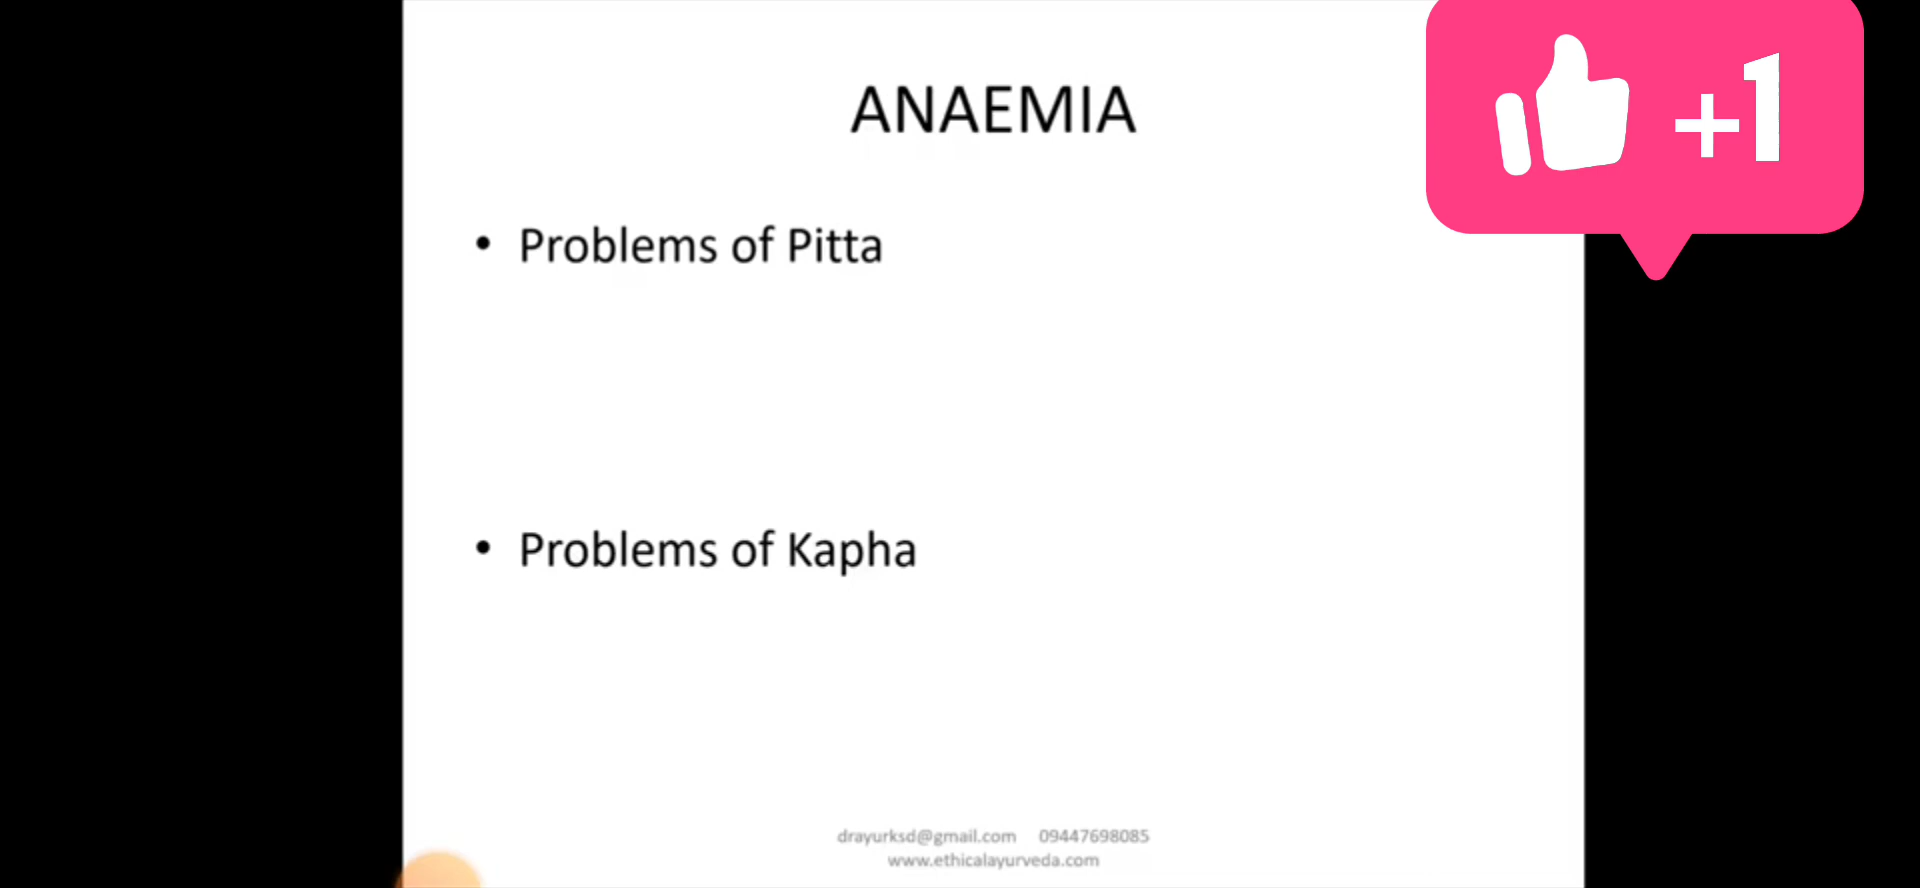 ANAEMIA
+1
• Problems of Pitta
• Problems of Kapha
drayurksd@gmail.com 09447698085
www.ethicalayurveda.com